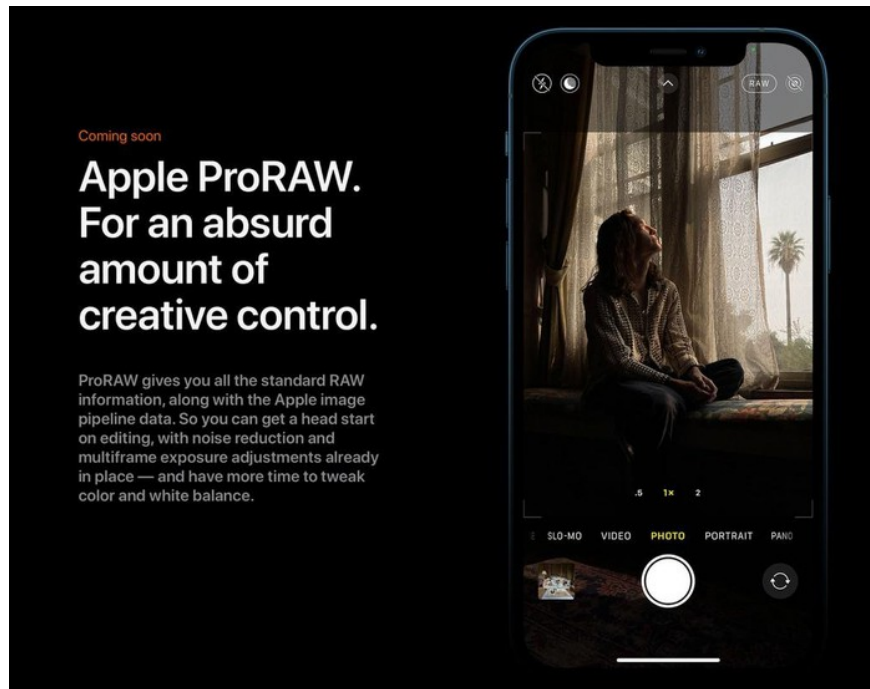 Coming soon
Apple ProRAW.
For an absurd
amount of
creative control.
ProRAW gives you all the standard RAW
information, along with the Apple image
pipeline data. So you can get a head start
on editing, with noise reduction and
multiframe exposure adjustments already
in place — and have more time to tweak
color and white balance.
RAW
.5 1× 2
SLO-MO VIDEO PHOTO PORTRAIT PANO